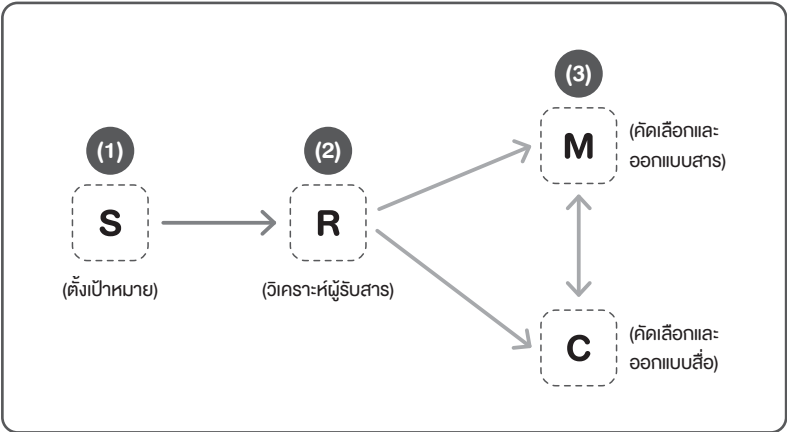 (1)
S
(ตั้งเป้าหมาย)
(2)
R
(วิเคราะห์ผู้รับสาร)
(3)
M
(คัดเลือกและ
ออกแบบสาร)
C
(คัดเลือกและ
ออกแบบสื่อ)